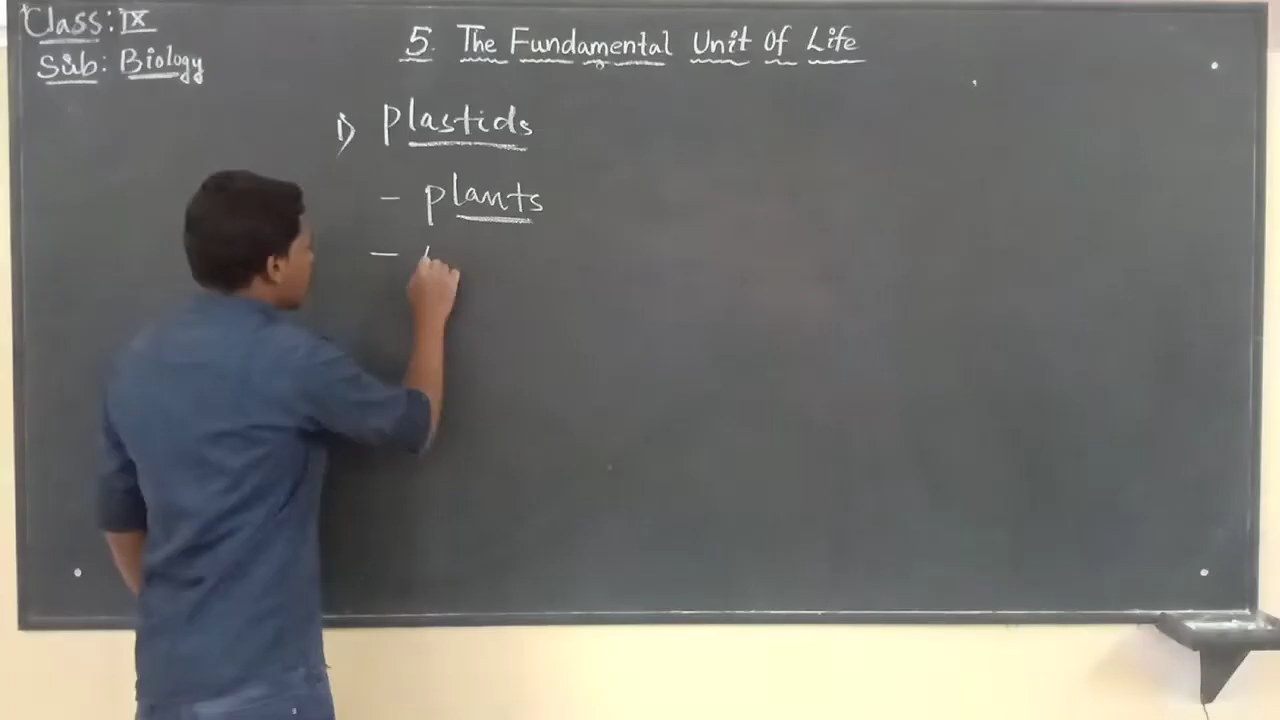 Class: IX
Sub: Biology
5. The Fundamental Unit Of Life
1) Plastids
- plants
-